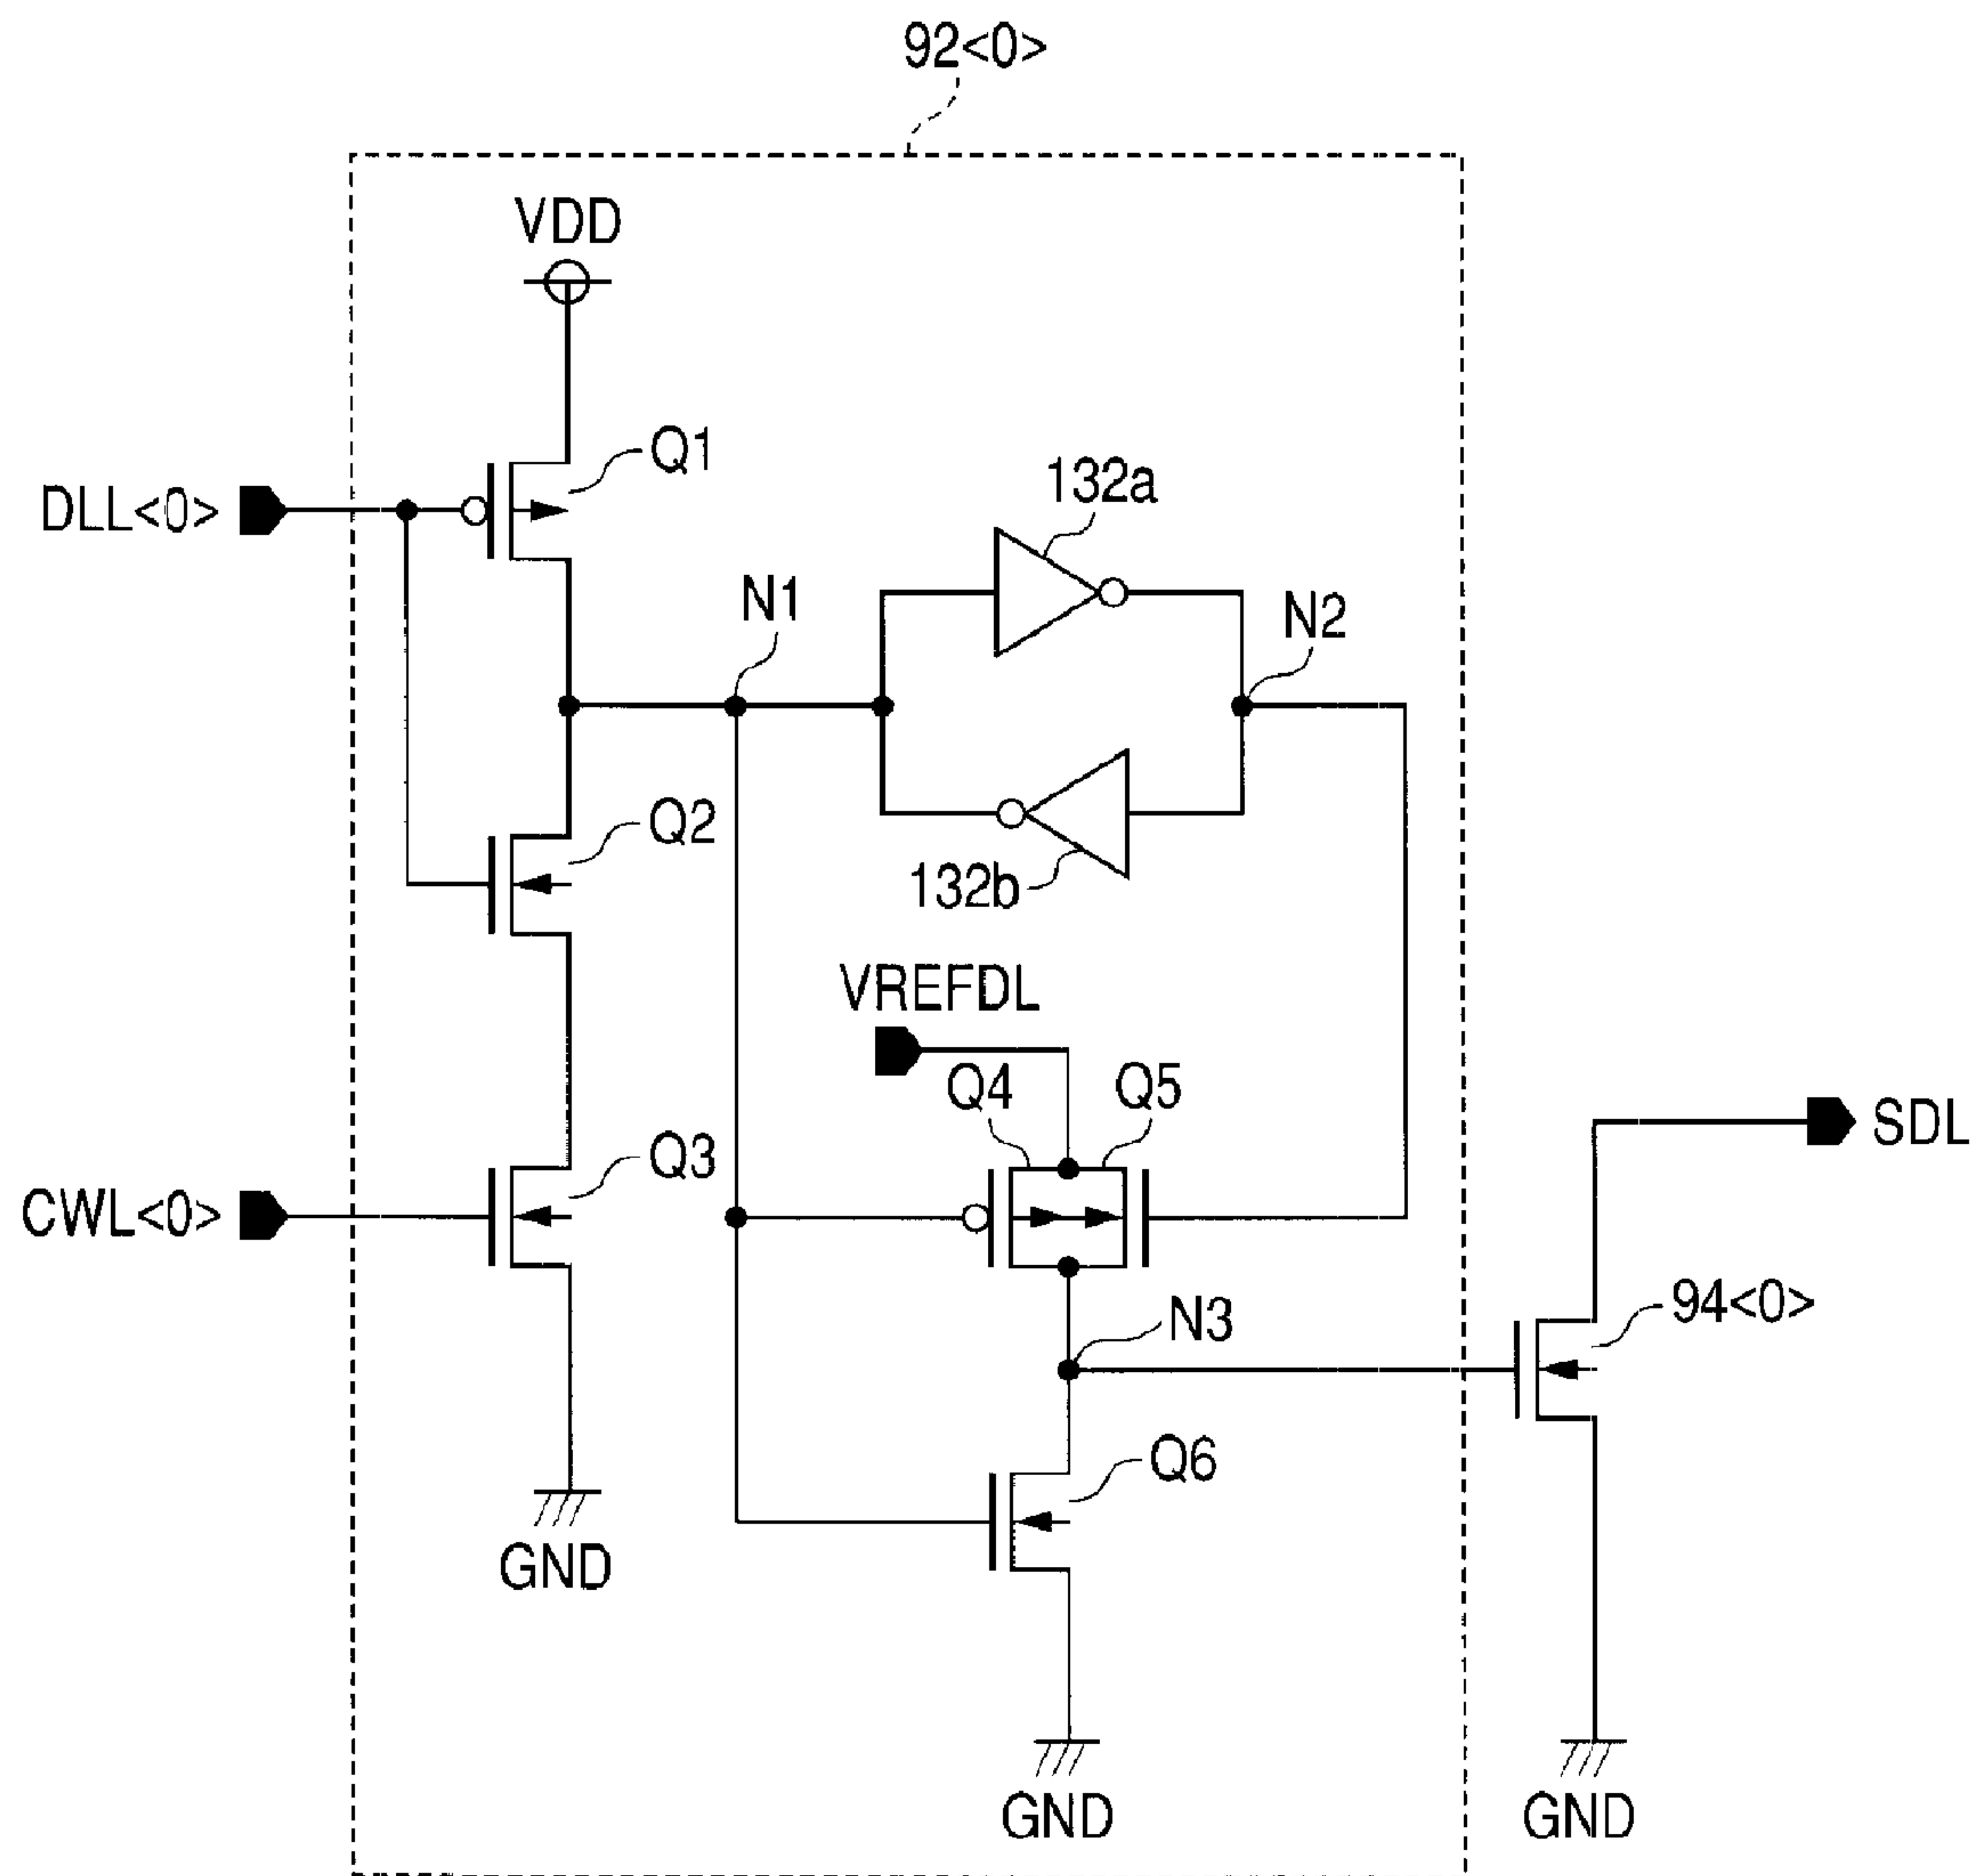 92<0>
VDD
Q1
DLL<0>
132a
N1
N2
Q2
132b
VREFDL
Q4
Q5
SDL
Q3
CWL<0>
94<0>
N3
Q6
GND
GND
GND